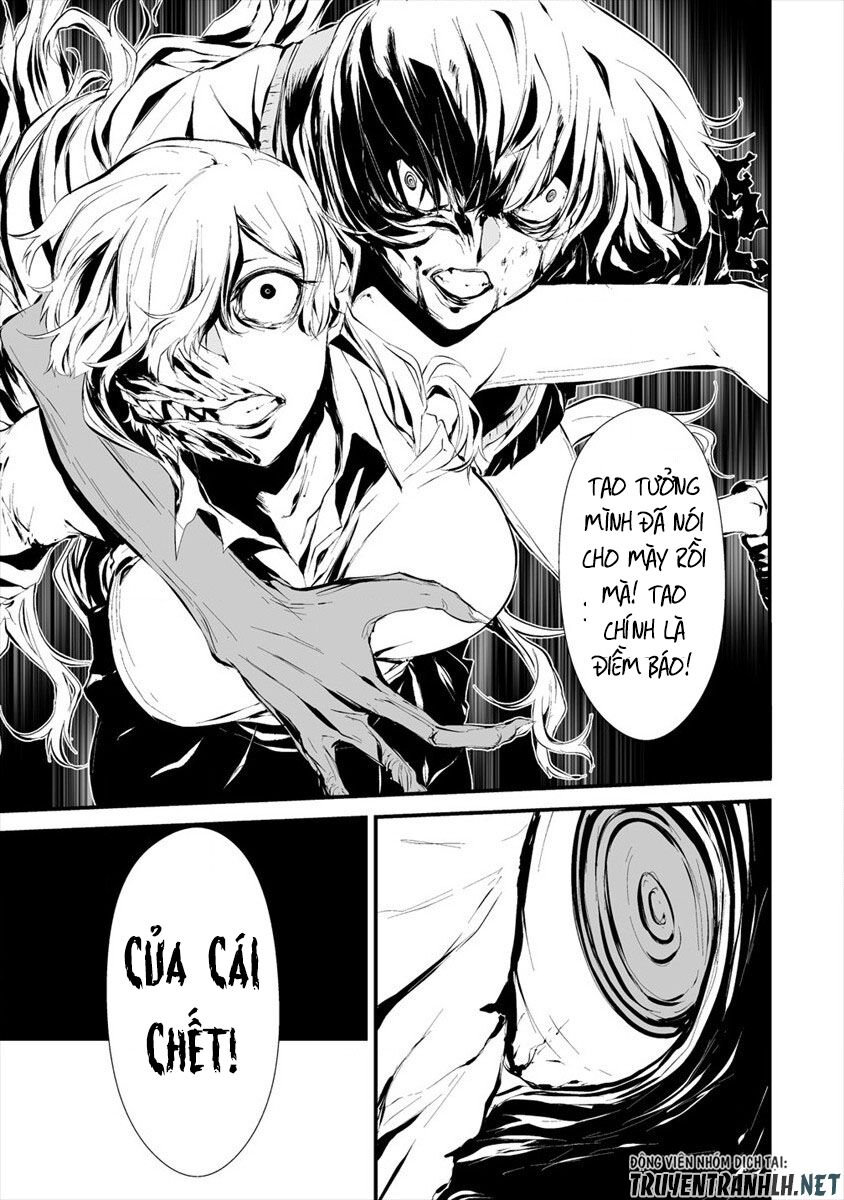 TAO TƯỞNG
MÌNH ĐÃ NÓI
CHO MÀY RỒI
MÀ! TAO
CHÍNH LÀ
ĐIỀM BÁO!
CỦA CÁI
CHẾT!
ĐỘNG VIÊN NHÓM DỊCH TẠI:
TRUYENTRANHLH.NET